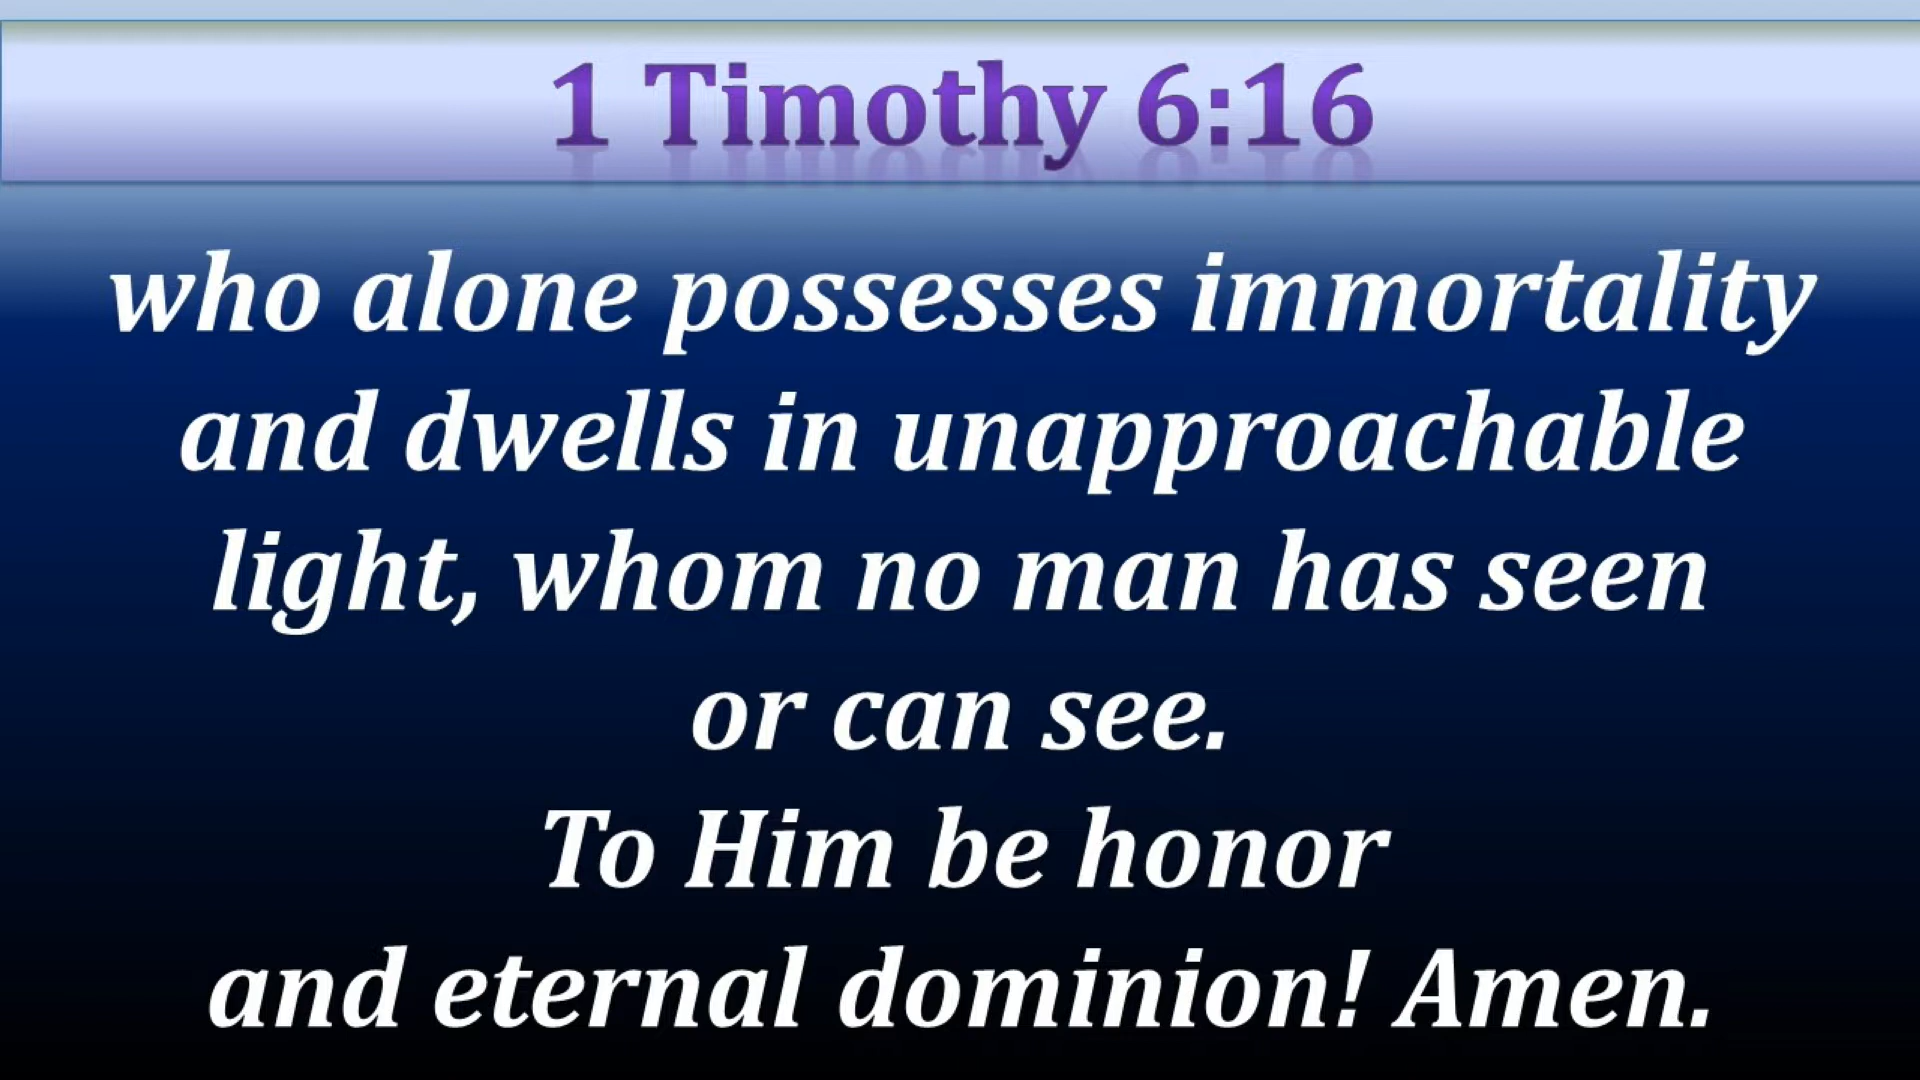 1 Timothy 6:16
who alone possesses immortality
and dwells in unapproachable
light, whom no man has seen
or can see.
To Him be honor
and eternal dominion! Amen.